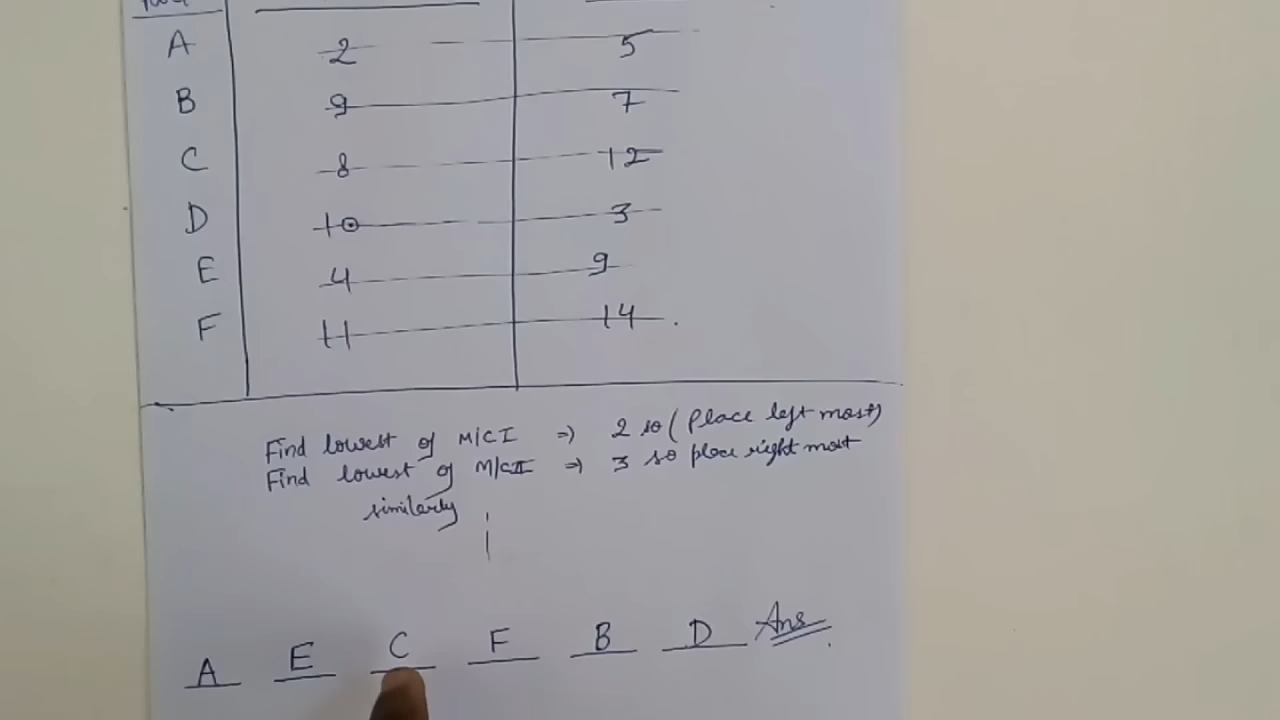 A 2 5
B 9 7
C 8 12
D 10 3
E 4 9
F 11 14 .
Find lowest of M/C I => 2 so (Place left most)
Find lowest of M/C II => 3 so place right most
similarly
A E C F B D Ans